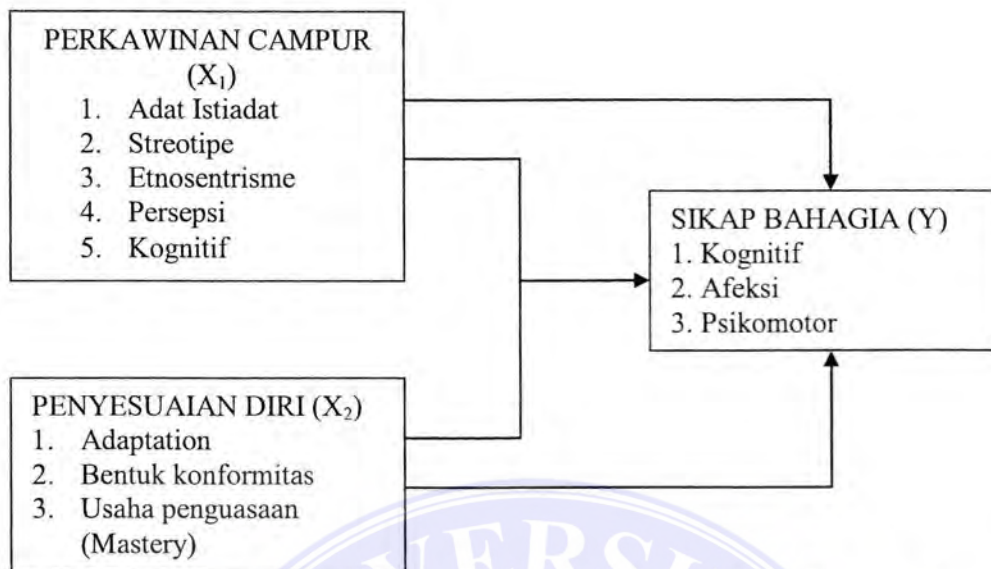 PERKAWINAN CAMPUR
(X₁)
1. Adat Istiadat
2. Streotipe
3. Etnosentrisme
4. Persepsi
5. Kognitif
SIKAP BAHAGIA (Y)
1. Kognitif
2. Afeksi
3. Psikomotor
PENYESUAIAN DIRI (X₂)
1. Adaptation
2. Bentuk konformitas
3. Usaha penguasaan
(Mastery)